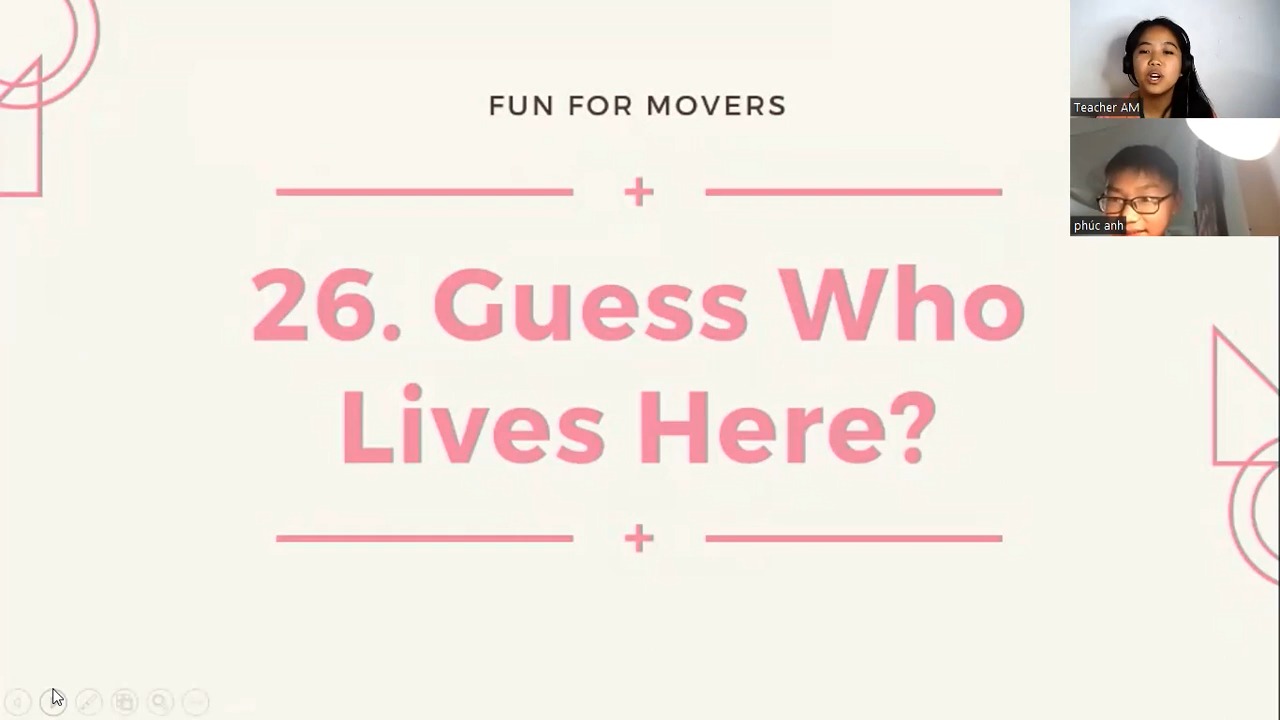 FUN FOR MOVERS
26. Guess Who
Lives Here?
Teacher AM
phúc anh